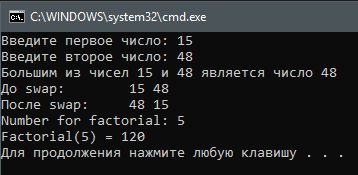 C:\WINDOWS\system32\cmd.exe
Введите первое число: 15
Введите второе число: 48
Большим из чисел 15 и 48 является число 48
До swap: 15 48
После swap: 48 15
Number for factorial: 5
Factorial(5) = 120
Для продолжения нажмите любую клавишу . . .